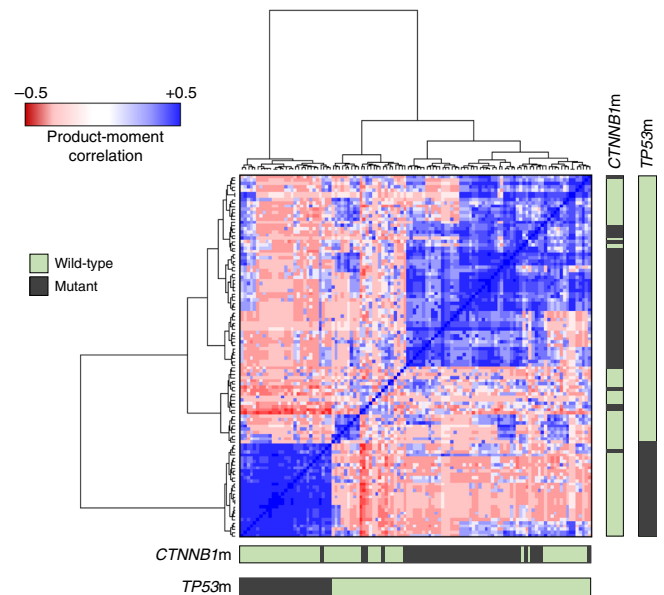 −0.5 +0.5
Product-moment
correlation
Wild-type
Mutant
CTNNB1m
TP53m
CTNNB1m
TP53m